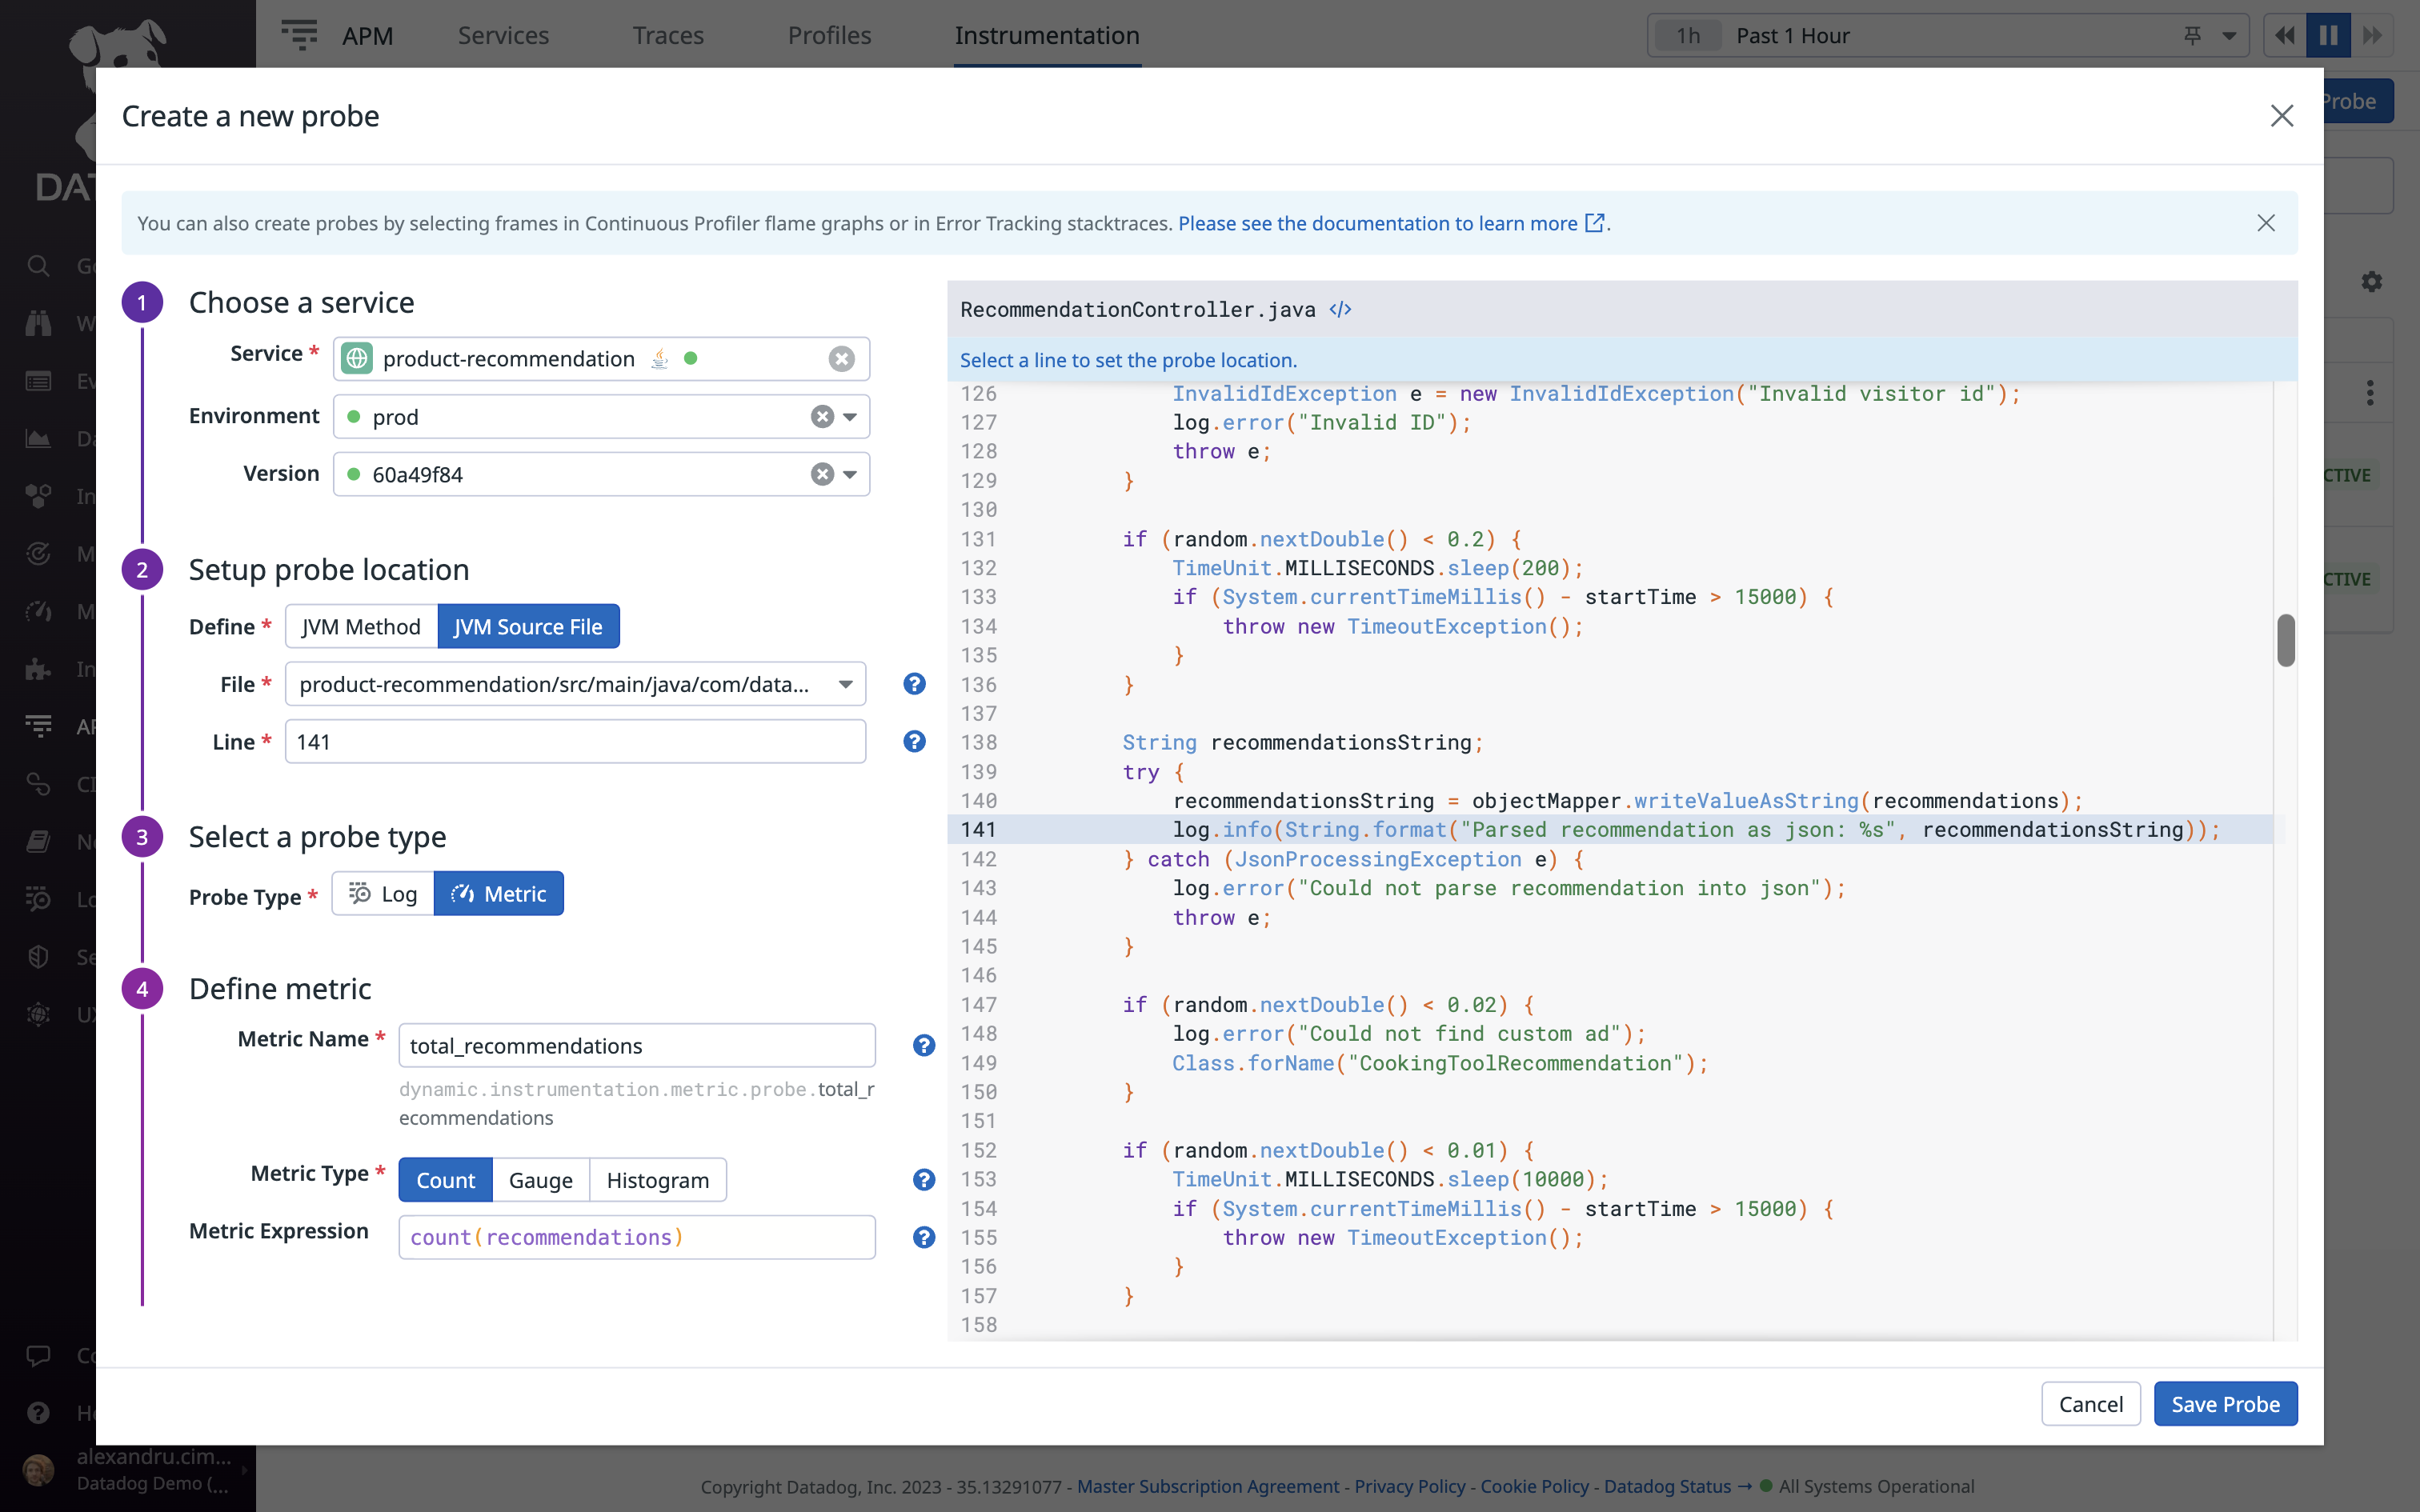 APM Services Traces Profiles Instrumentation 1h Past 1 Hour
Probe
Create a new probe
You can also create probes by selecting frames in Continuous Profiler flame graphs or in Error Tracking stacktraces. Please see the documentation to learn more.
1 Choose a service
Service * product-recommendation
Environment prod
Version 60a49f84
2 Setup probe location
Define * JVM Method JVM Source File
File * product-recommendation/src/main/java/com/data...
Line * 141
3 Select a probe type
Probe Type * Log Metric
4 Define metric
Metric Name * total_recommendations
dynamic.instrumentation.metric.probe.total_r
ecommendations
Metric Type * Count Gauge Histogram
Metric Expression count(recommendations)
RecommendationController.java </>
Select a line to set the probe location.
126 InvalidIdException e = new InvalidIdException("Invalid visitor id");
127 log.error("Invalid ID");
128 throw e;
129 }
130
131 if (random.nextDouble() < 0.2) {
132 TimeUnit.MILLISECONDS.sleep(200);
133 if (System.currentTimeMillis() - startTime > 15000) {
134 throw new TimeoutException();
135 }
136 }
137
138 String recommendationsString;
139 try {
140 recommendationsString = objectMapper.writeValueAsString(recommendations);
141 log.info(String.format("Parsed recommendation as json: %s", recommendationsString));
142 } catch (JsonProcessingException e) {
143 log.error("Could not parse recommendation into json");
144 throw e;
145 }
146
147 if (random.nextDouble() < 0.02) {
148 log.error("Could not find custom ad");
149 Class.forName("CookingToolRecommendation");
150 }
151
152 if (random.nextDouble() < 0.01) {
153 TimeUnit.MILLISECONDS.sleep(10000);
154 if (System.currentTimeMillis() - startTime > 15000) {
155 throw new TimeoutException();
156 }
157 }
158
Cancel Save Probe
alexandru.cim...
Datadog Demo (...
Copyright Datadog, Inc. 2023 - 35.13291077 - Master Subscription Agreement - Privacy Policy - Cookie Policy - Datadog Status → All Systems Operational